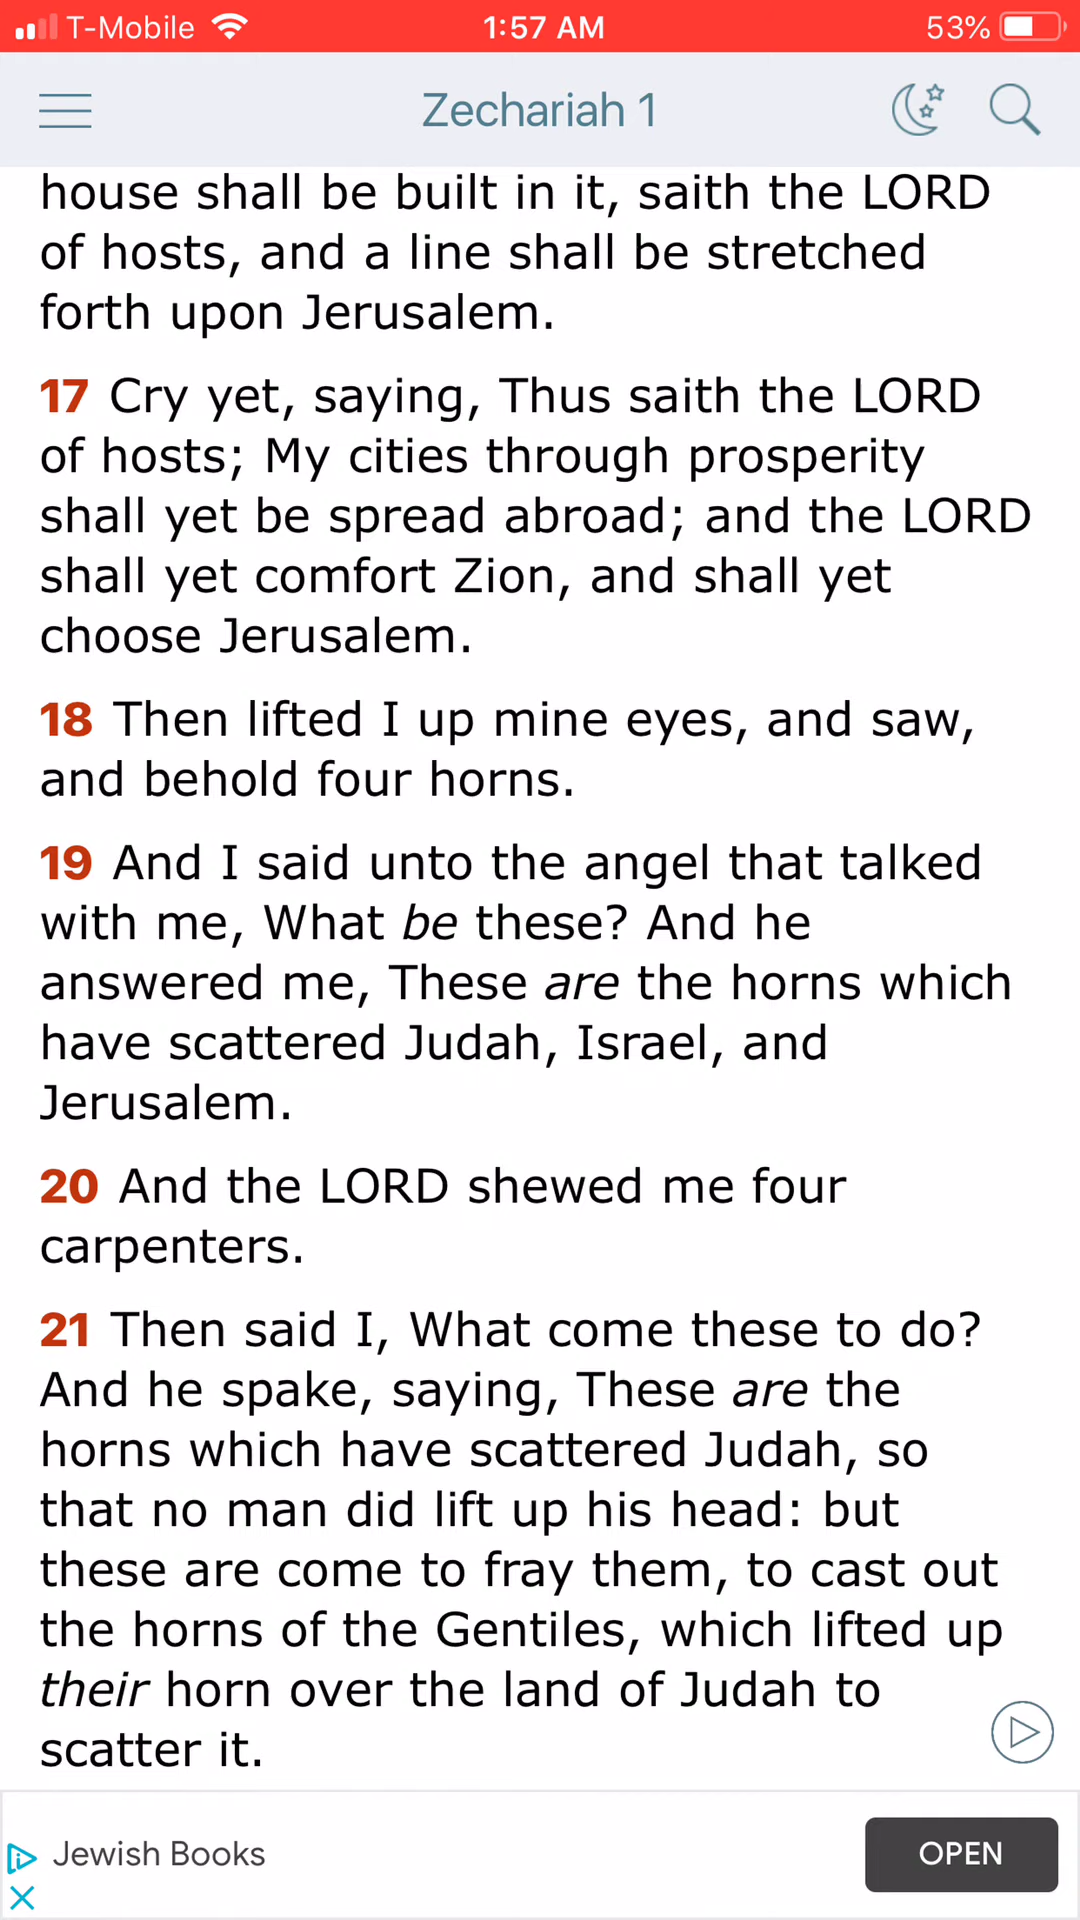 T-Mobile 1:57 AM 53%
Zechariah 1
house shall be built in it, saith the LORD
of hosts, and a line shall be stretched
forth upon Jerusalem.
17 Cry yet, saying, Thus saith the LORD
of hosts; My cities through prosperity
shall yet be spread abroad; and the LORD
shall yet comfort Zion, and shall yet
choose Jerusalem.
18 Then lifted I up mine eyes, and saw,
and behold four horns.
19 And I said unto the angel that talked
with me, What be these? And he
answered me, These are the horns which
have scattered Judah, Israel, and
Jerusalem.
20 And the LORD shewed me four
carpenters.
21 Then said I, What come these to do?
And he spake, saying, These are the
horns which have scattered Judah, so
that no man did lift up his head: but
these are come to fray them, to cast out
the horns of the Gentiles, which lifted up
their horn over the land of Judah to
scatter it.
Jewish Books
OPEN